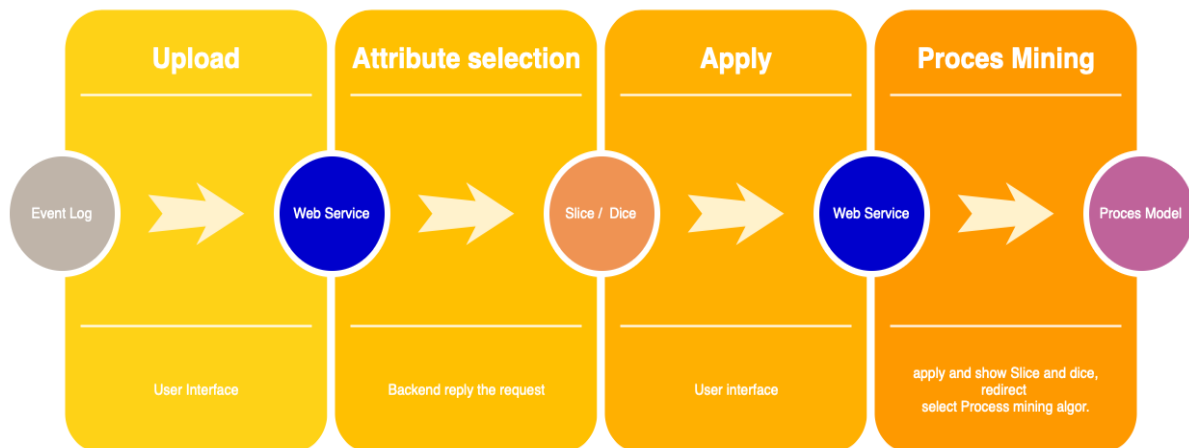 Upload
Attribute selection
Apply
Proces Mining
Event Log
Web Service
Slice / Dice
Web Service
Proces Model
User Interface
Backend reply the request
User interface
apply and show Slice and dice,
redirect
select Process mining algor.